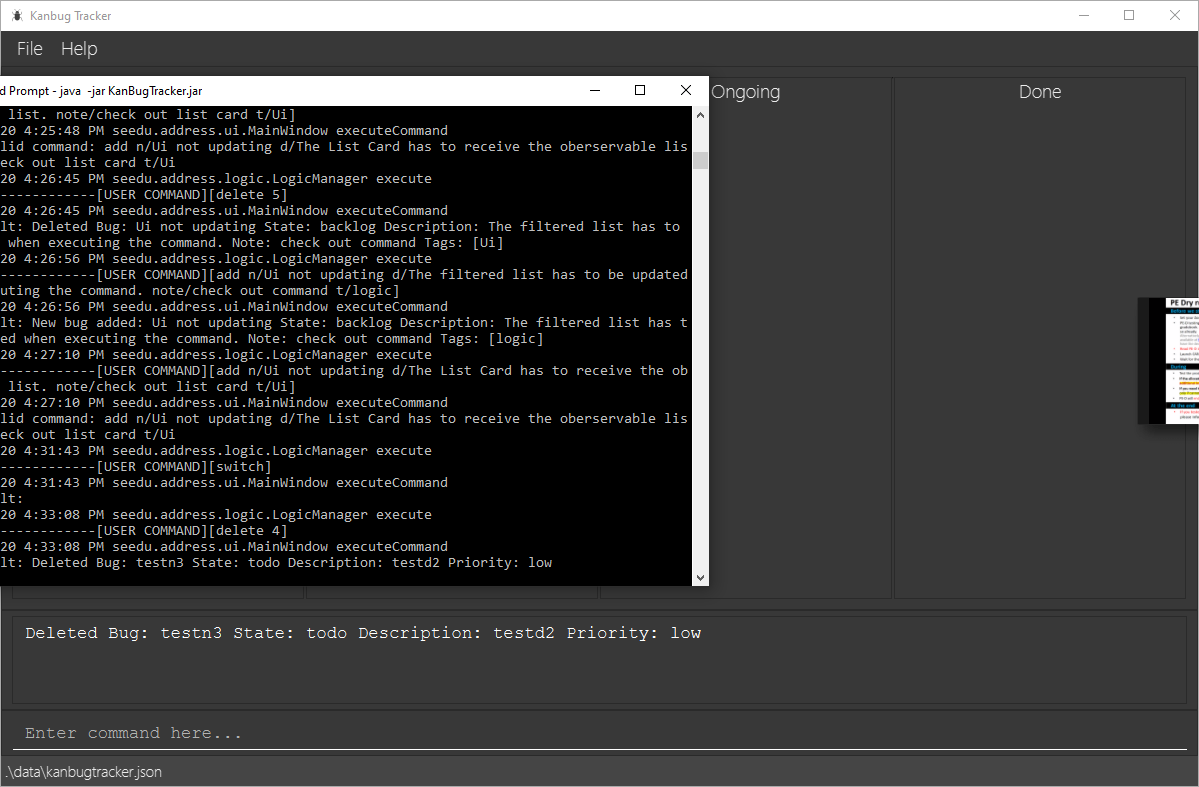 Kanbug Tracker
File Help
d Prompt - java -jar KanBugTracker.jar
Ongoing
Done
list. note/check out list card t/Ui]
20 4:25:48 PM seedu.address.ui.MainWindow executeCommand
lid command: add n/Ui not updating d/The List Card has to receive the oberservable lis
eck out list card t/Ui
20 4:26:45 PM seedu.address.logic.LogicManager execute
------------[USER COMMAND][delete 5]
20 4:26:45 PM seedu.address.ui.MainWindow executeCommand
lt: Deleted Bug: Ui not updating State: backlog Description: The filtered list has to
when executing the command. Note: check out command Tags: [Ui]
20 4:26:56 PM seedu.address.logic.LogicManager execute
------------[USER COMMAND][add n/Ui not updating d/The filtered list has to be updated
uting the command. note/check out command t/logic]
20 4:26:56 PM seedu.address.ui.MainWindow executeCommand
lt: New bug added: Ui not updating State: backlog Description: The filtered list has t
ed when executing the command. Note: check out command Tags: [logic]
20 4:27:10 PM seedu.address.logic.LogicManager execute
------------[USER COMMAND][add n/Ui not updating d/The List Card has to receive the ob
list. note/check out list card t/Ui]
20 4:27:10 PM seedu.address.ui.MainWindow executeCommand
lid command: add n/Ui not updating d/The List Card has to receive the oberservable lis
eck out list card t/Ui
20 4:31:43 PM seedu.address.logic.LogicManager execute
------------[USER COMMAND][switch]
20 4:31:43 PM seedu.address.ui.MainWindow executeCommand
lt:
20 4:33:08 PM seedu.address.logic.LogicManager execute
------------[USER COMMAND][delete 4]
20 4:33:08 PM seedu.address.ui.MainWindow executeCommand
lt: Deleted Bug: testn3 State: todo Description: testd2 Priority: low
PE Dry r
Deleted Bug: testn3 State: todo Description: testd2 Priority: low
Enter command here...
.\data\kanbugtracker.json